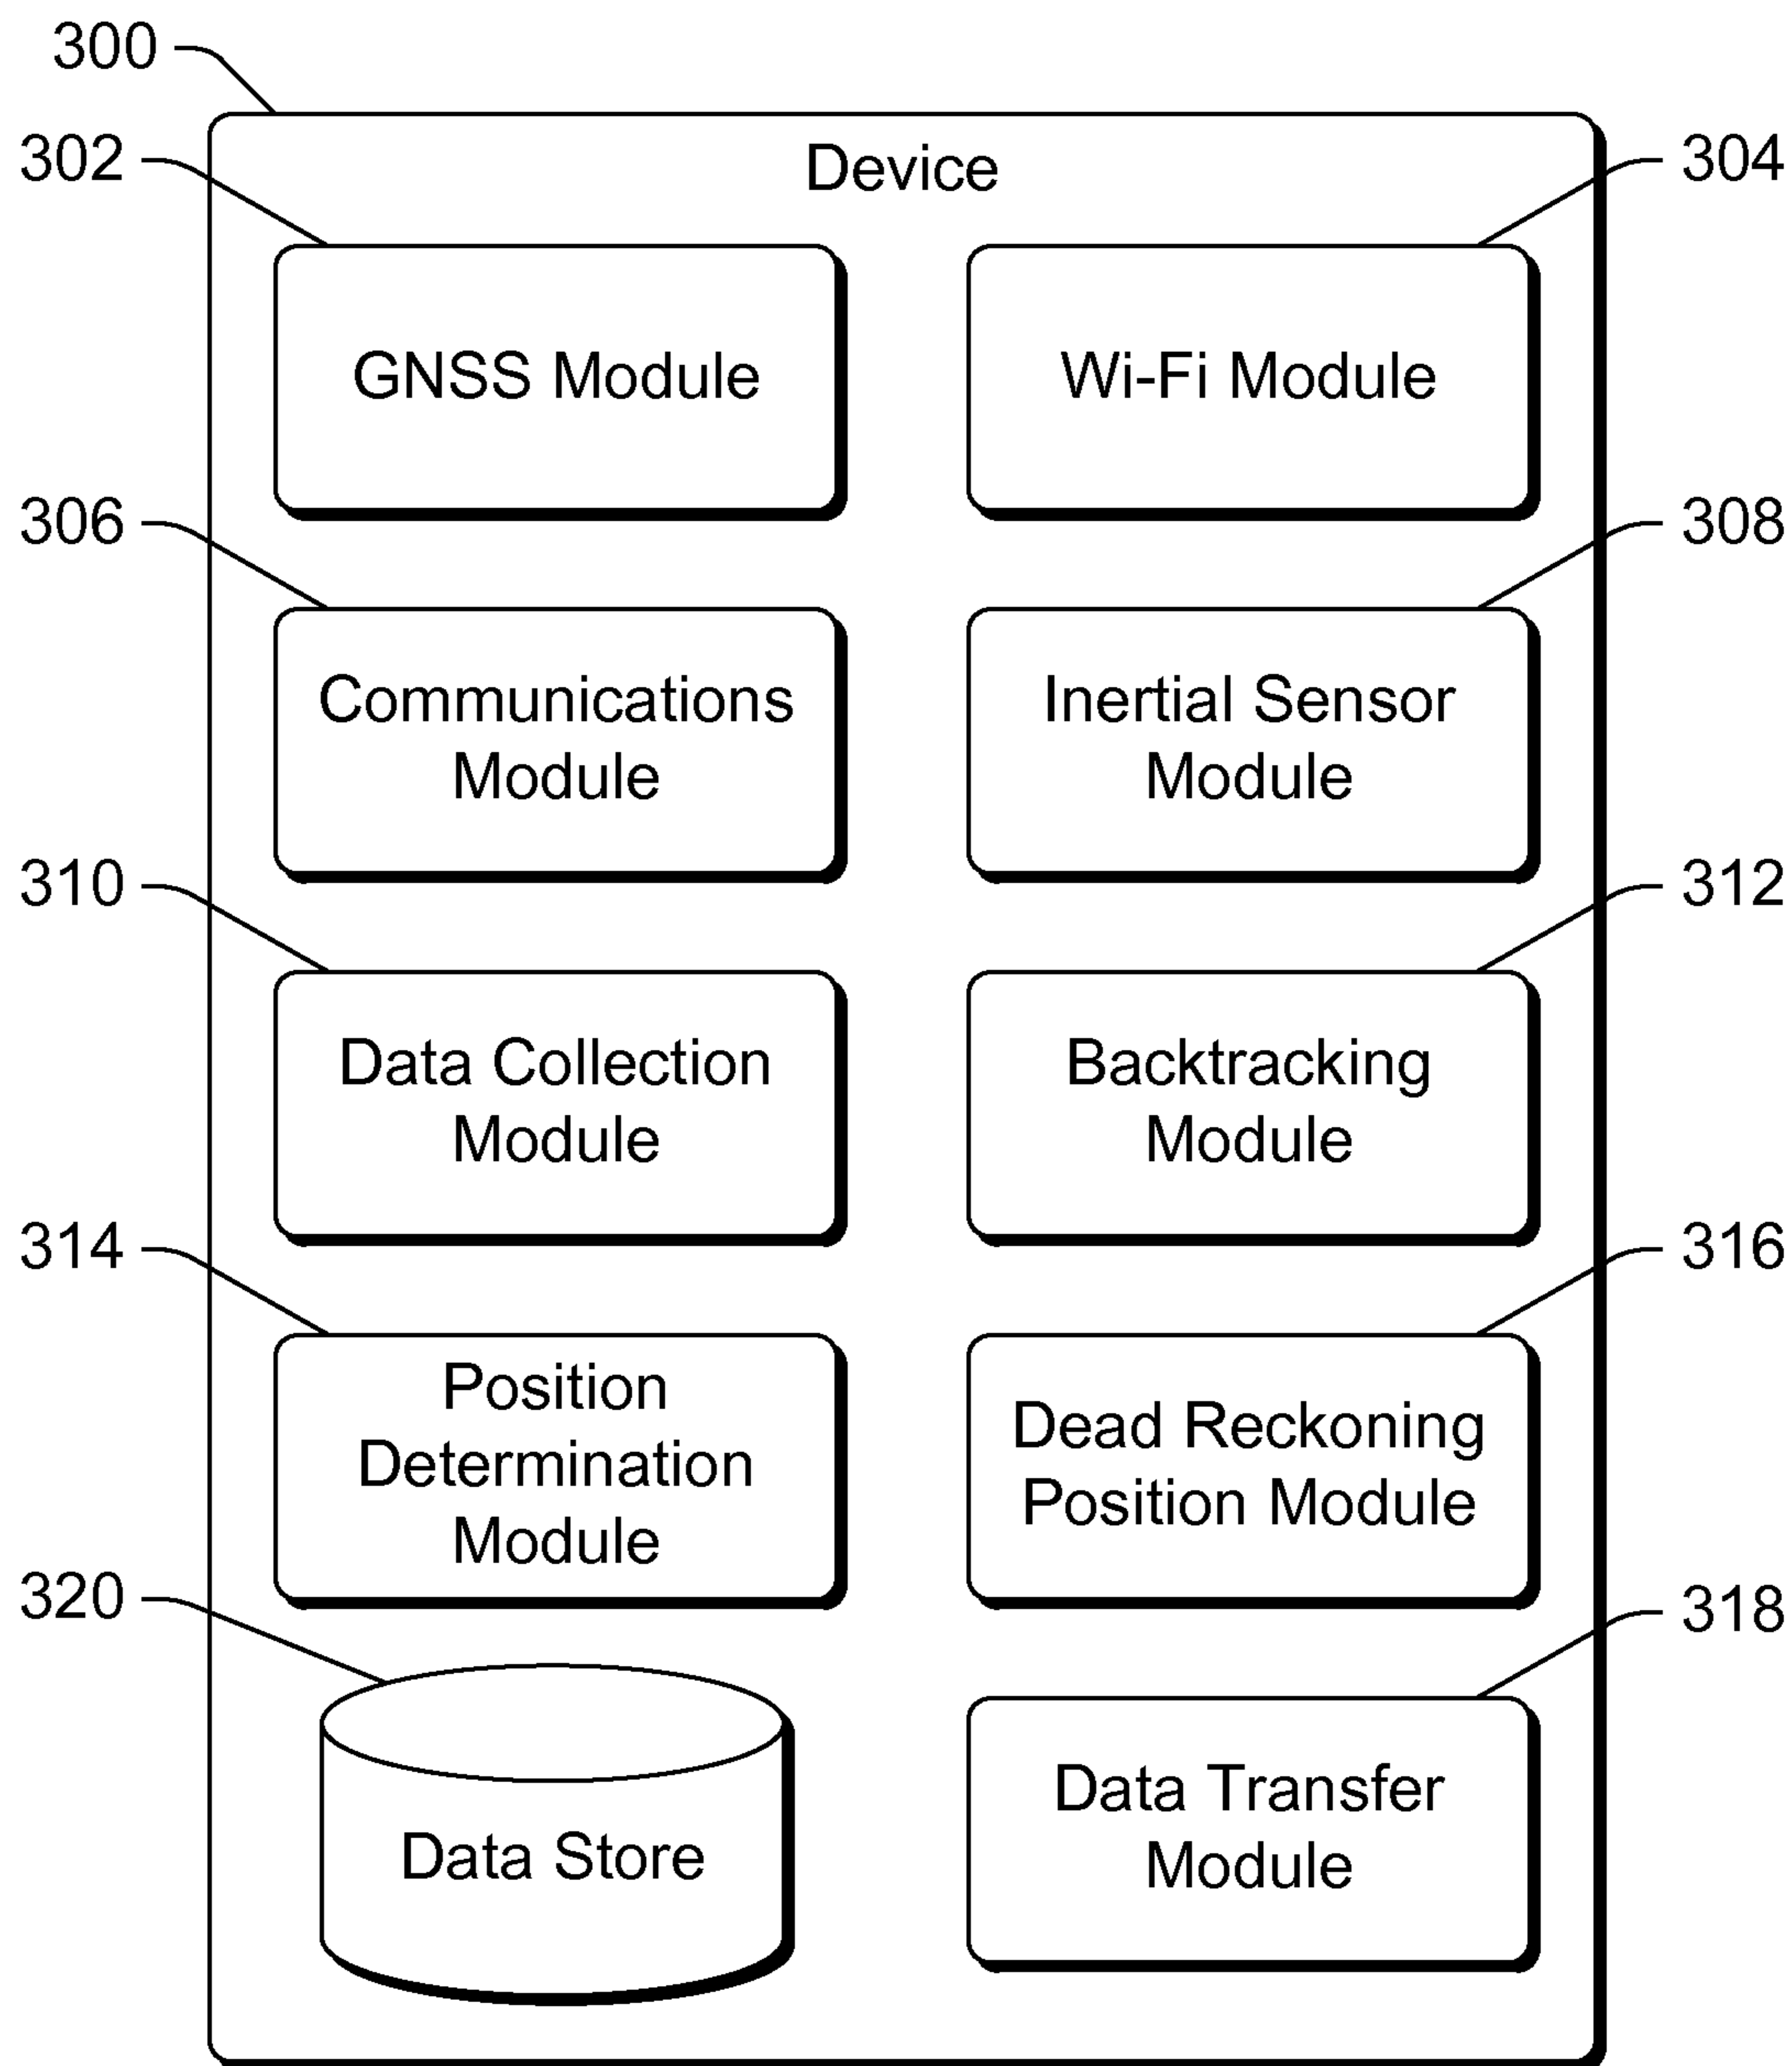 300
Device
302
304
GNSS Module
Wi-Fi Module
306
308
Communications
Module
Inertial Sensor
Module
310
312
Data Collection
Module
Backtracking
Module
314
316
Position
Determination
Module
Dead Reckoning
Position Module
320
318
Data Store
Data Transfer
Module